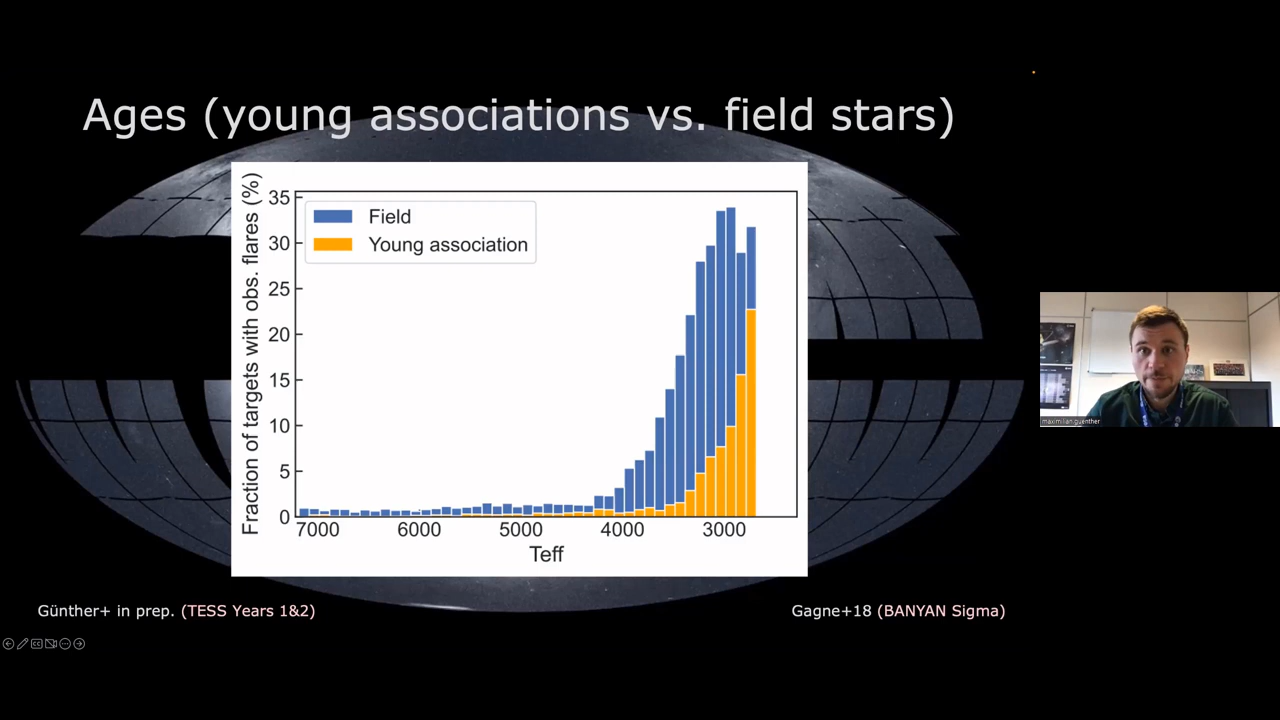 Ages (young associations vs. field stars)
Fraction of targets with obs. flares (%)
35
30
25
20
15
10
5
0
Field
Young association
7000 6000 5000 4000 3000
Teff
maximilian.guenther
Günther+ in prep. (TESS Years 1&2)
Gagne+18 (BANYAN Sigma)